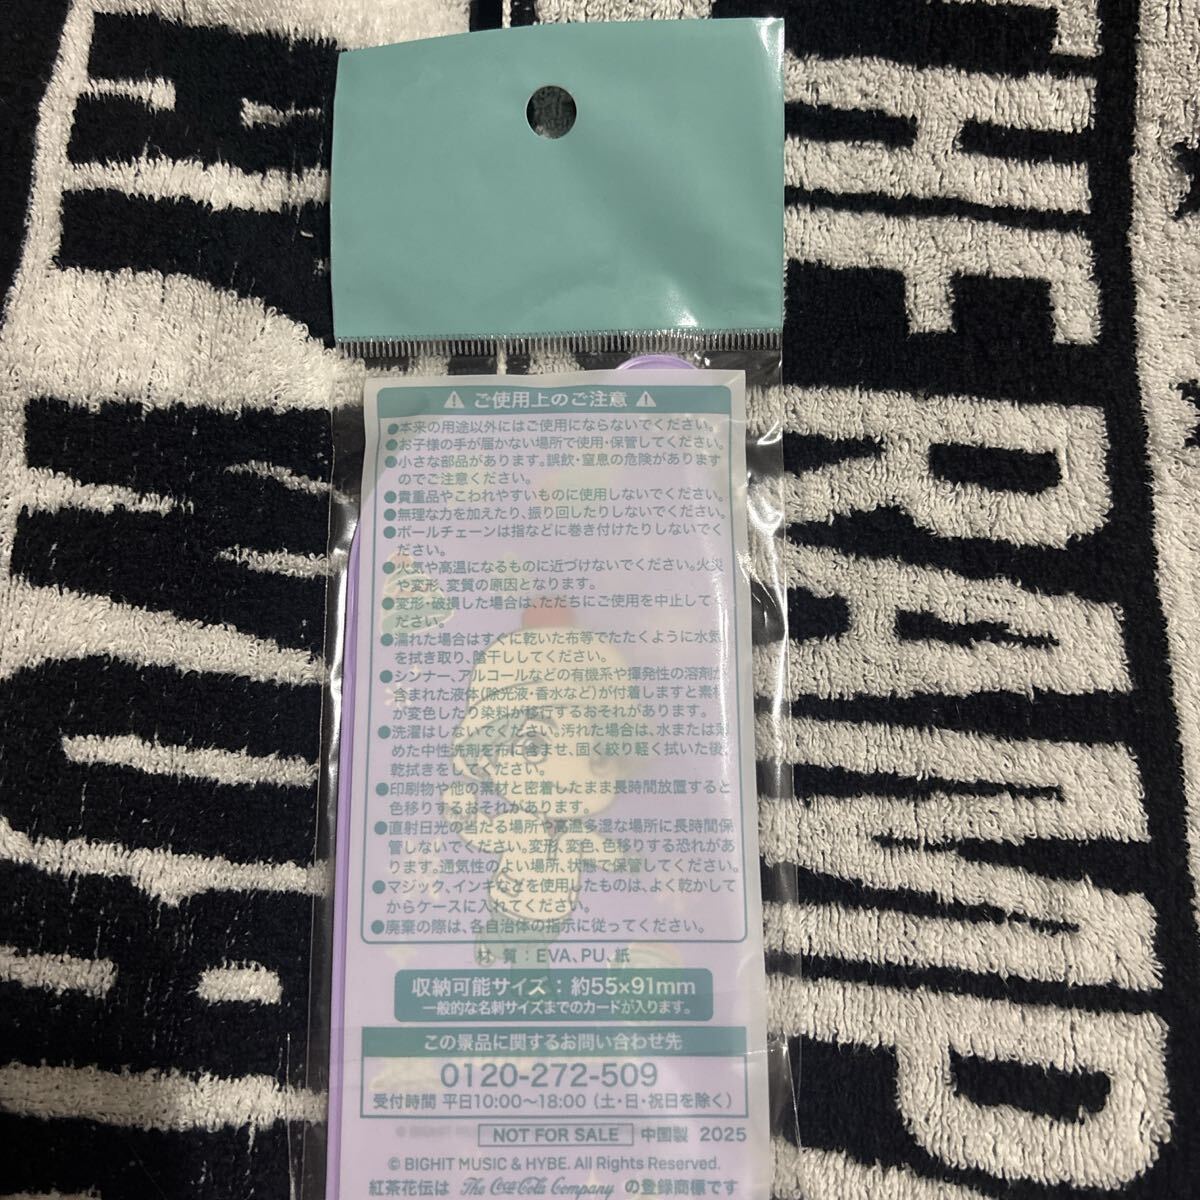 THE RAMP
ご使用上のご注意
●本来の用途以外にはご使用にならないでください。
●お子様の手が届かない場所で使用・保管してください。
●小さな部品があります。誤飲・窒息の危険があります
のでご注意ください。
●貴重品やこわれやすいものに使用しないでください。
●無理な力を加えたり、振り回したりしないでください。
●ボールチェーンは指などに巻き付けたりしないでく
ださい。
●火気や高温になるものに近づけないでください。火災
や変形、変質の原因となります。
●変形・破損した場合は、ただちにご使用を中止して
ださい。
●濡れた場合はすぐに乾いた布等でたたくように水気
を拭き取り、陰干ししてください。
●シンナー、アルコールなどの有機系や揮発性の溶剤が
含まれた液体(除光液・香水など)が付着しますと素材
が変色したり染料が移行するおそれがあります。
●洗濯はしないでください。汚れた場合は、水または薄
めた中性洗剤を布に含ませ、固く絞り軽く拭いた後、
乾拭きをしてください。
●印刷物や他の素材と密着したまま長時間放置すると
色移りするおそれがあります。
●直射日光の当たる場所や高温多湿な場所に長時間保
管しないでください。変形、変色、色移りする恐れがあ
ります。通気性のよい場所、状態で保管してください。
●マジック、インキなどを使用したものは、よく乾かして
からケースに入れてください。
●廃棄の際は、各自治体の指示に従ってください。
材 質：EVA、PU、紙
収納可能サイズ：約55×91mm
一般的な名刺サイズまでのカードが入ります。
この景品に関するお問い合わせ先
0120-272-509
受付時間 平日10:00〜18:00（土・日・祝日を除く）
NOT FOR SALE 中国製 2025
© BIGHIT MUSIC & HYBE. All Rights Reserved.
紅茶花伝は The Coca-Cola Company の登録商標です